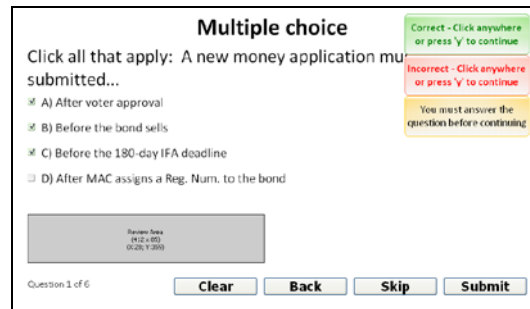 Multiple choice
Correct - Click anywhere
or press 'y' to continue
Click all that apply: A new money application mu
submitted...
Incorrect - Click anywhere
or press 'y' to continue
You must answer the
question before continuing
A) After voter approval
B) Before the bond sells
C) Before the 180-day IFA deadline
D) After MAC assigns a Reg. Num. to the bond
Review Area
Question 1 of 6
Clear
Back
Skip
Submit